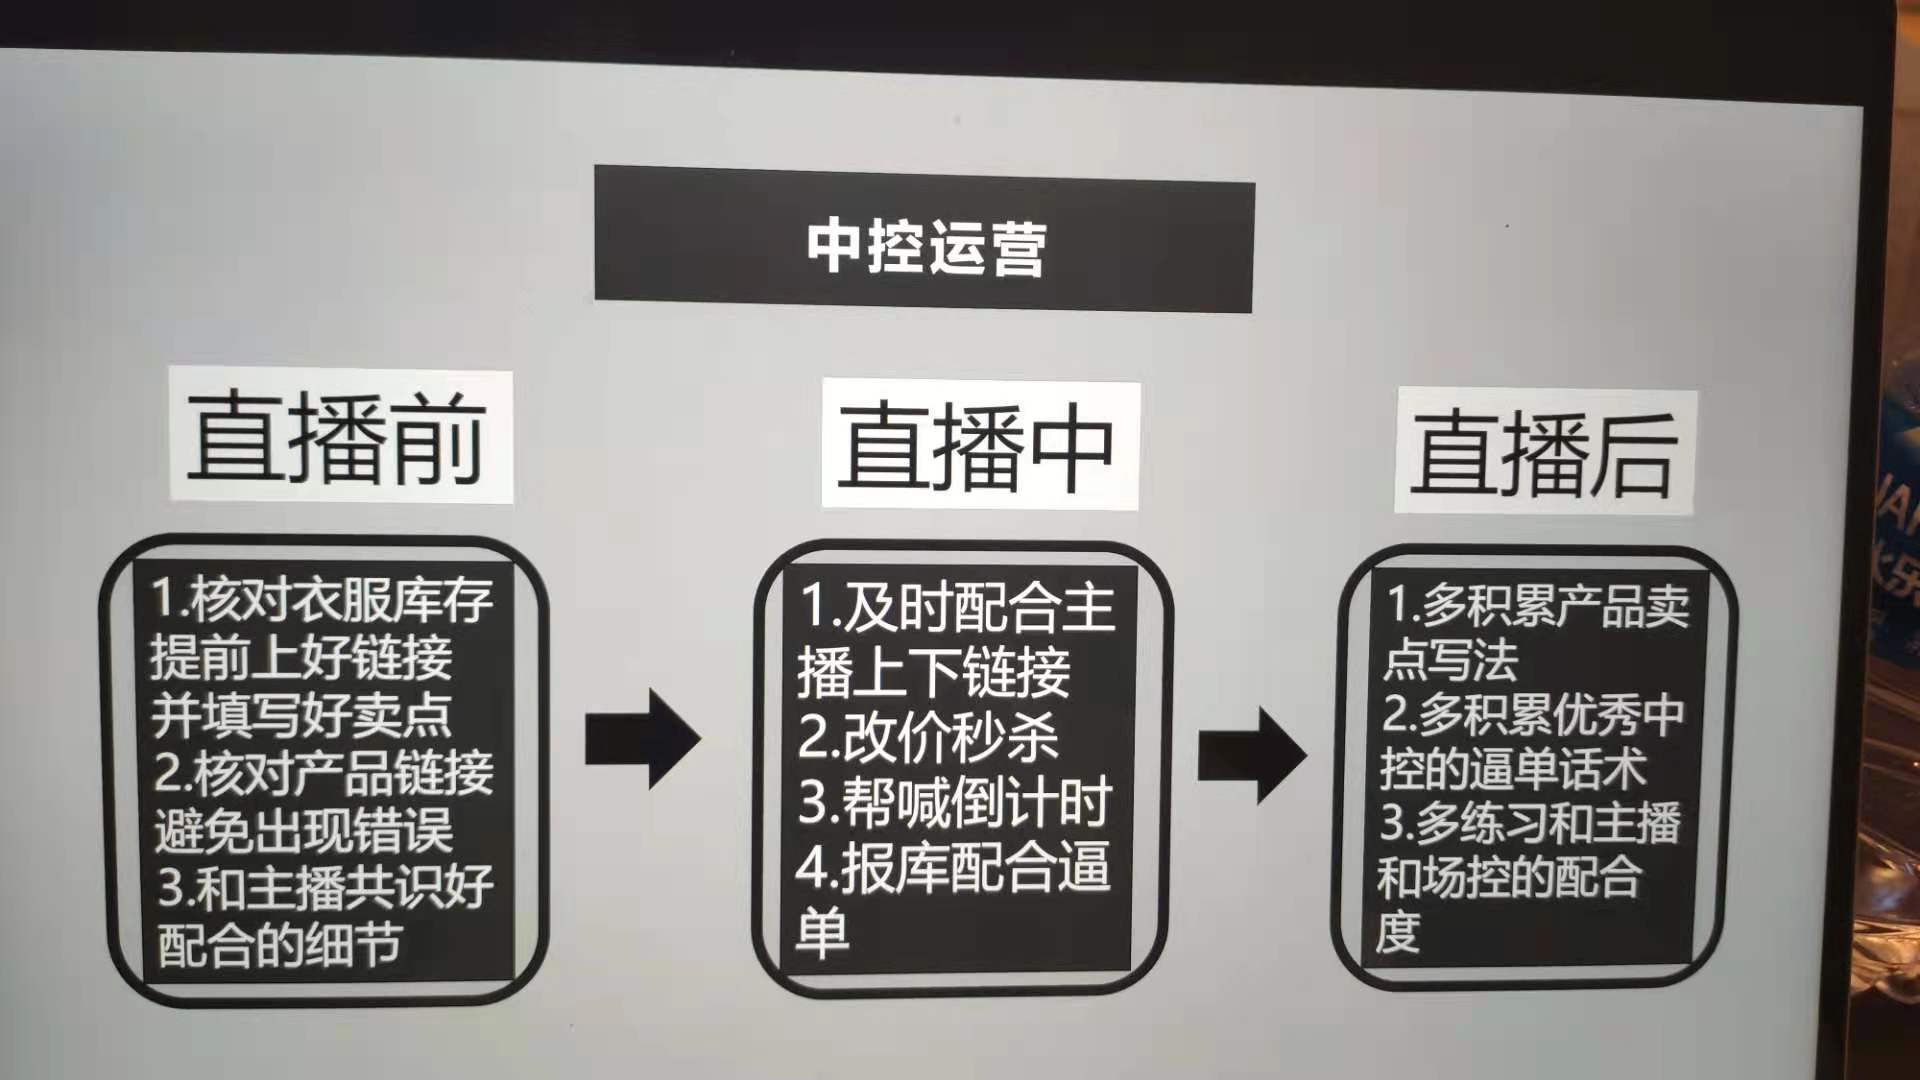 中控运营
直播前
1.核对衣服库存
提前上好链接
并填写好卖点
2.核对产品链接
避免出现错误
3.和主播共识好
配合的细节
直播中
1.及时配合主
播上下链接
2.改价秒杀
3.帮喊倒计时
4.报库配合逼
单
直播后
1.多积累产品卖
点写法
2.多积累优秀中
控的逼单话术
3.多练习和主播
和场控的配合
度